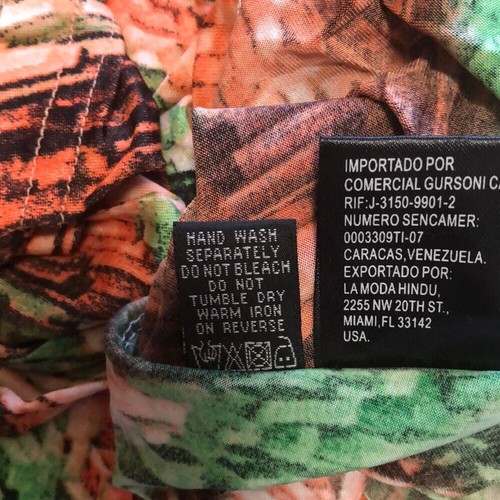 HAND WASH
SEPARATELY
DO NOT BLEACH
DO NOT
TUMBLE DRY
WARM IRON
ON REVERSE
IMPORTADO POR
COMERCIAL GURSONI CA
RIF:J-3150-9901-2
NUMERO SENCAMER:
0003309TI-07
CARACAS,VENEZUELA.
EXPORTADO POR:
LA MODA HINDU,
2255 NW 20TH ST.,
MIAMI,FL 33142
USA.